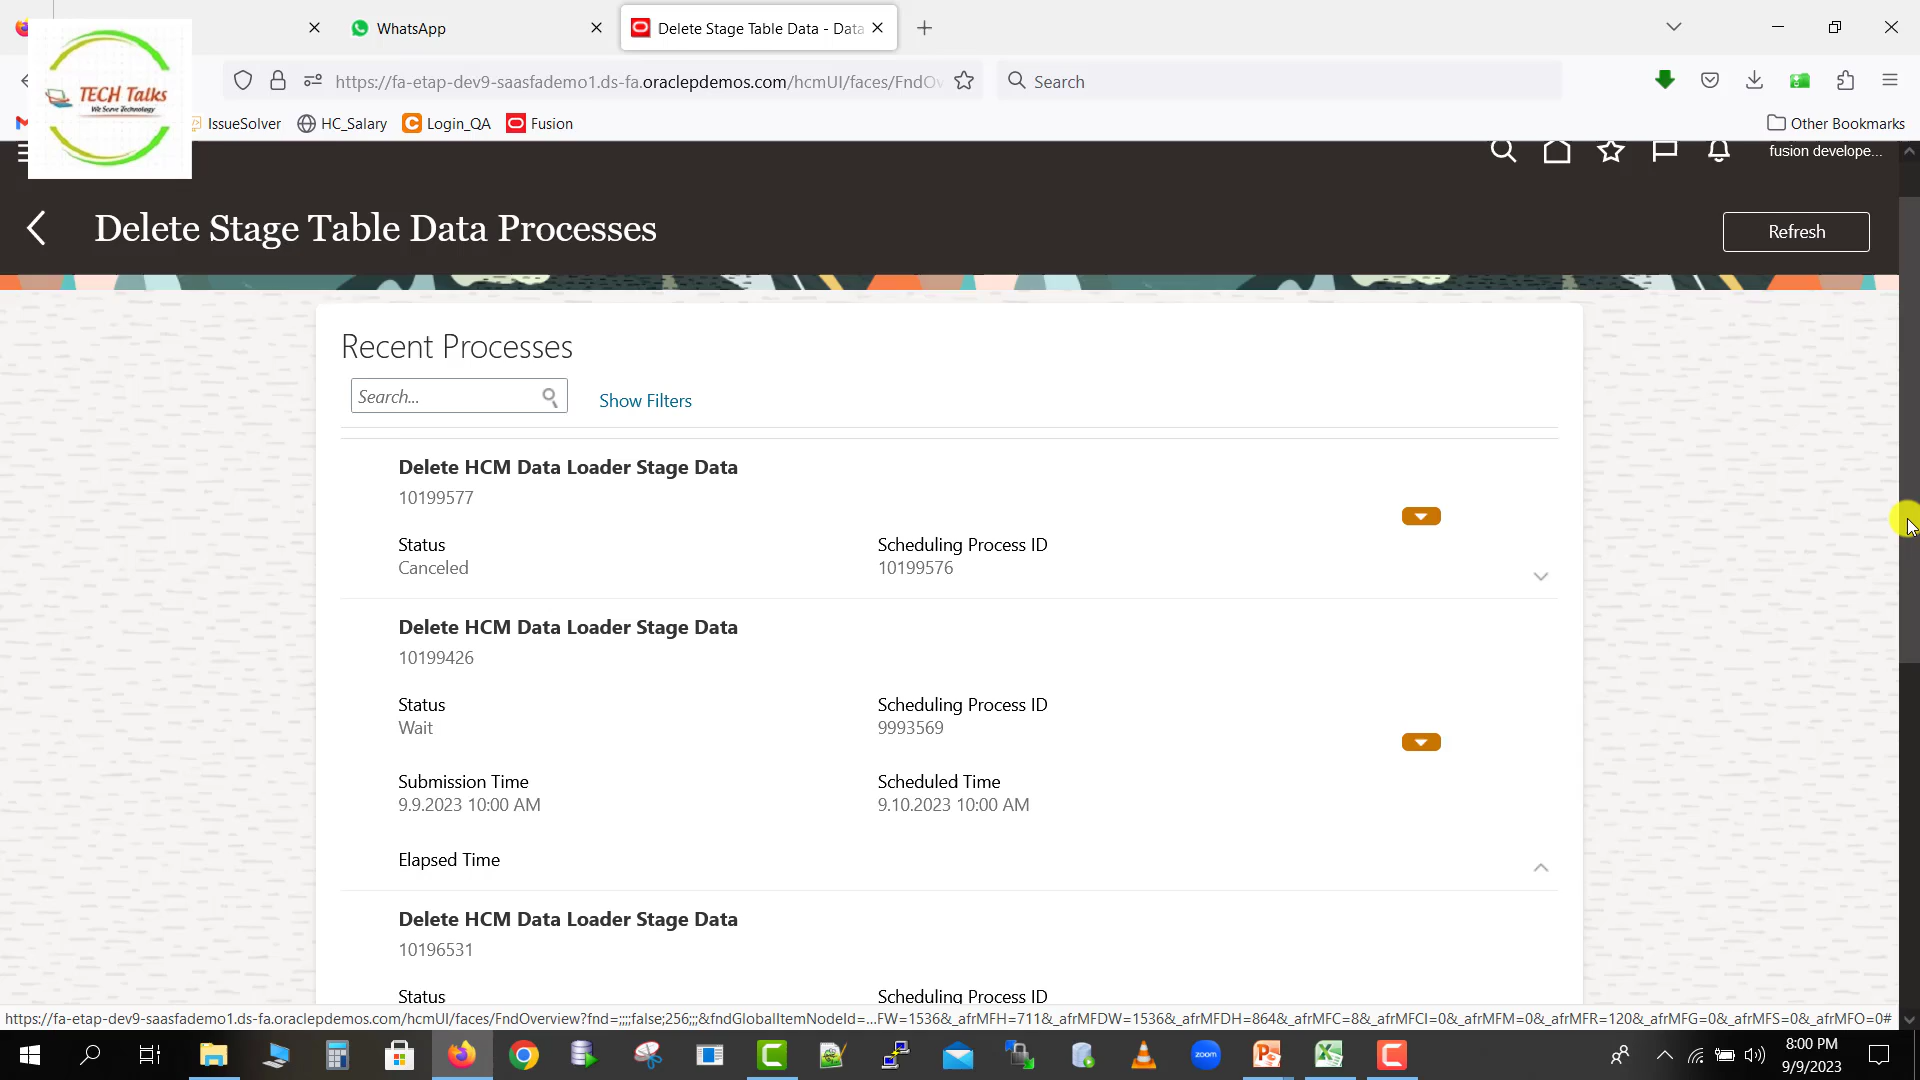 WhatsApp
Delete Stage Table Data - Data
https://fa-etap-dev9-saasfademo1.ds-fa.oraclepdemos.com/hcmUI/faces/FndOv
Search
TECH Talks
We Serve Technology
IssueSolver
HC_Salary
Login_QA
Fusion
Other Bookmarks
fusion develope...
Delete Stage Table Data Processes
Refresh
Recent Processes
Search...
Show Filters
Delete HCM Data Loader Stage Data
10199577
Status
Scheduling Process ID
Canceled
10199576
Delete HCM Data Loader Stage Data
10199426
Status
Scheduling Process ID
Wait
9993569
Submission Time
Scheduled Time
9.9.2023 10:00 AM
9.10.2023 10:00 AM
Elapsed Time
Delete HCM Data Loader Stage Data
10196531
Status
Scheduling Process ID
https://fa-etap-dev9-saasfademo1.ds-fa.oraclepdemos.com/hcmUI/faces/FndOverview?fnd=;;;;false;256;;;&fndGlobalItemNodeId=...FW=1536&_afrMFH=711&_afrMFDW=1536&_afrMFDH=864&_afrMFC=8&_afrMFCI=0&_afrMFM=0&_afrMFR=120&_afrMFG=0&_afrMFS=0&_afrMFO=0#
zoom
8:00 PM
9/9/2023